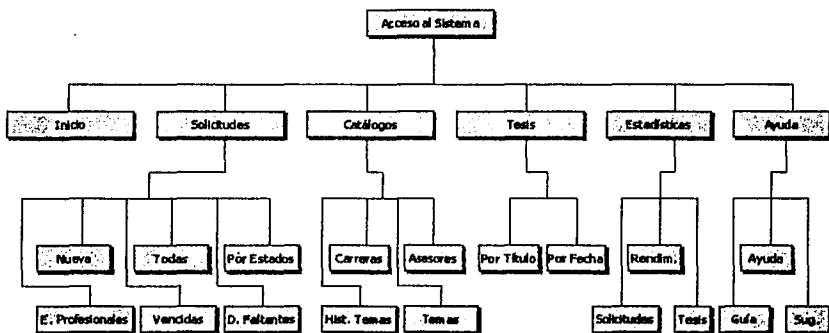 Acceso al Sistema
Inicio
Solicitudes
Catálogos
Tesis
Estadísticas
Ayuda
Nueva
Todas
Por Estados
Carreras
Asesores
Por Título
Por Fecha
Rendim.
Ayuda
E. Profesionales
Vencidas
D. Faltantes
Hist. Temas
Temas
Solicitudes
Tesis
Guía
Sug.